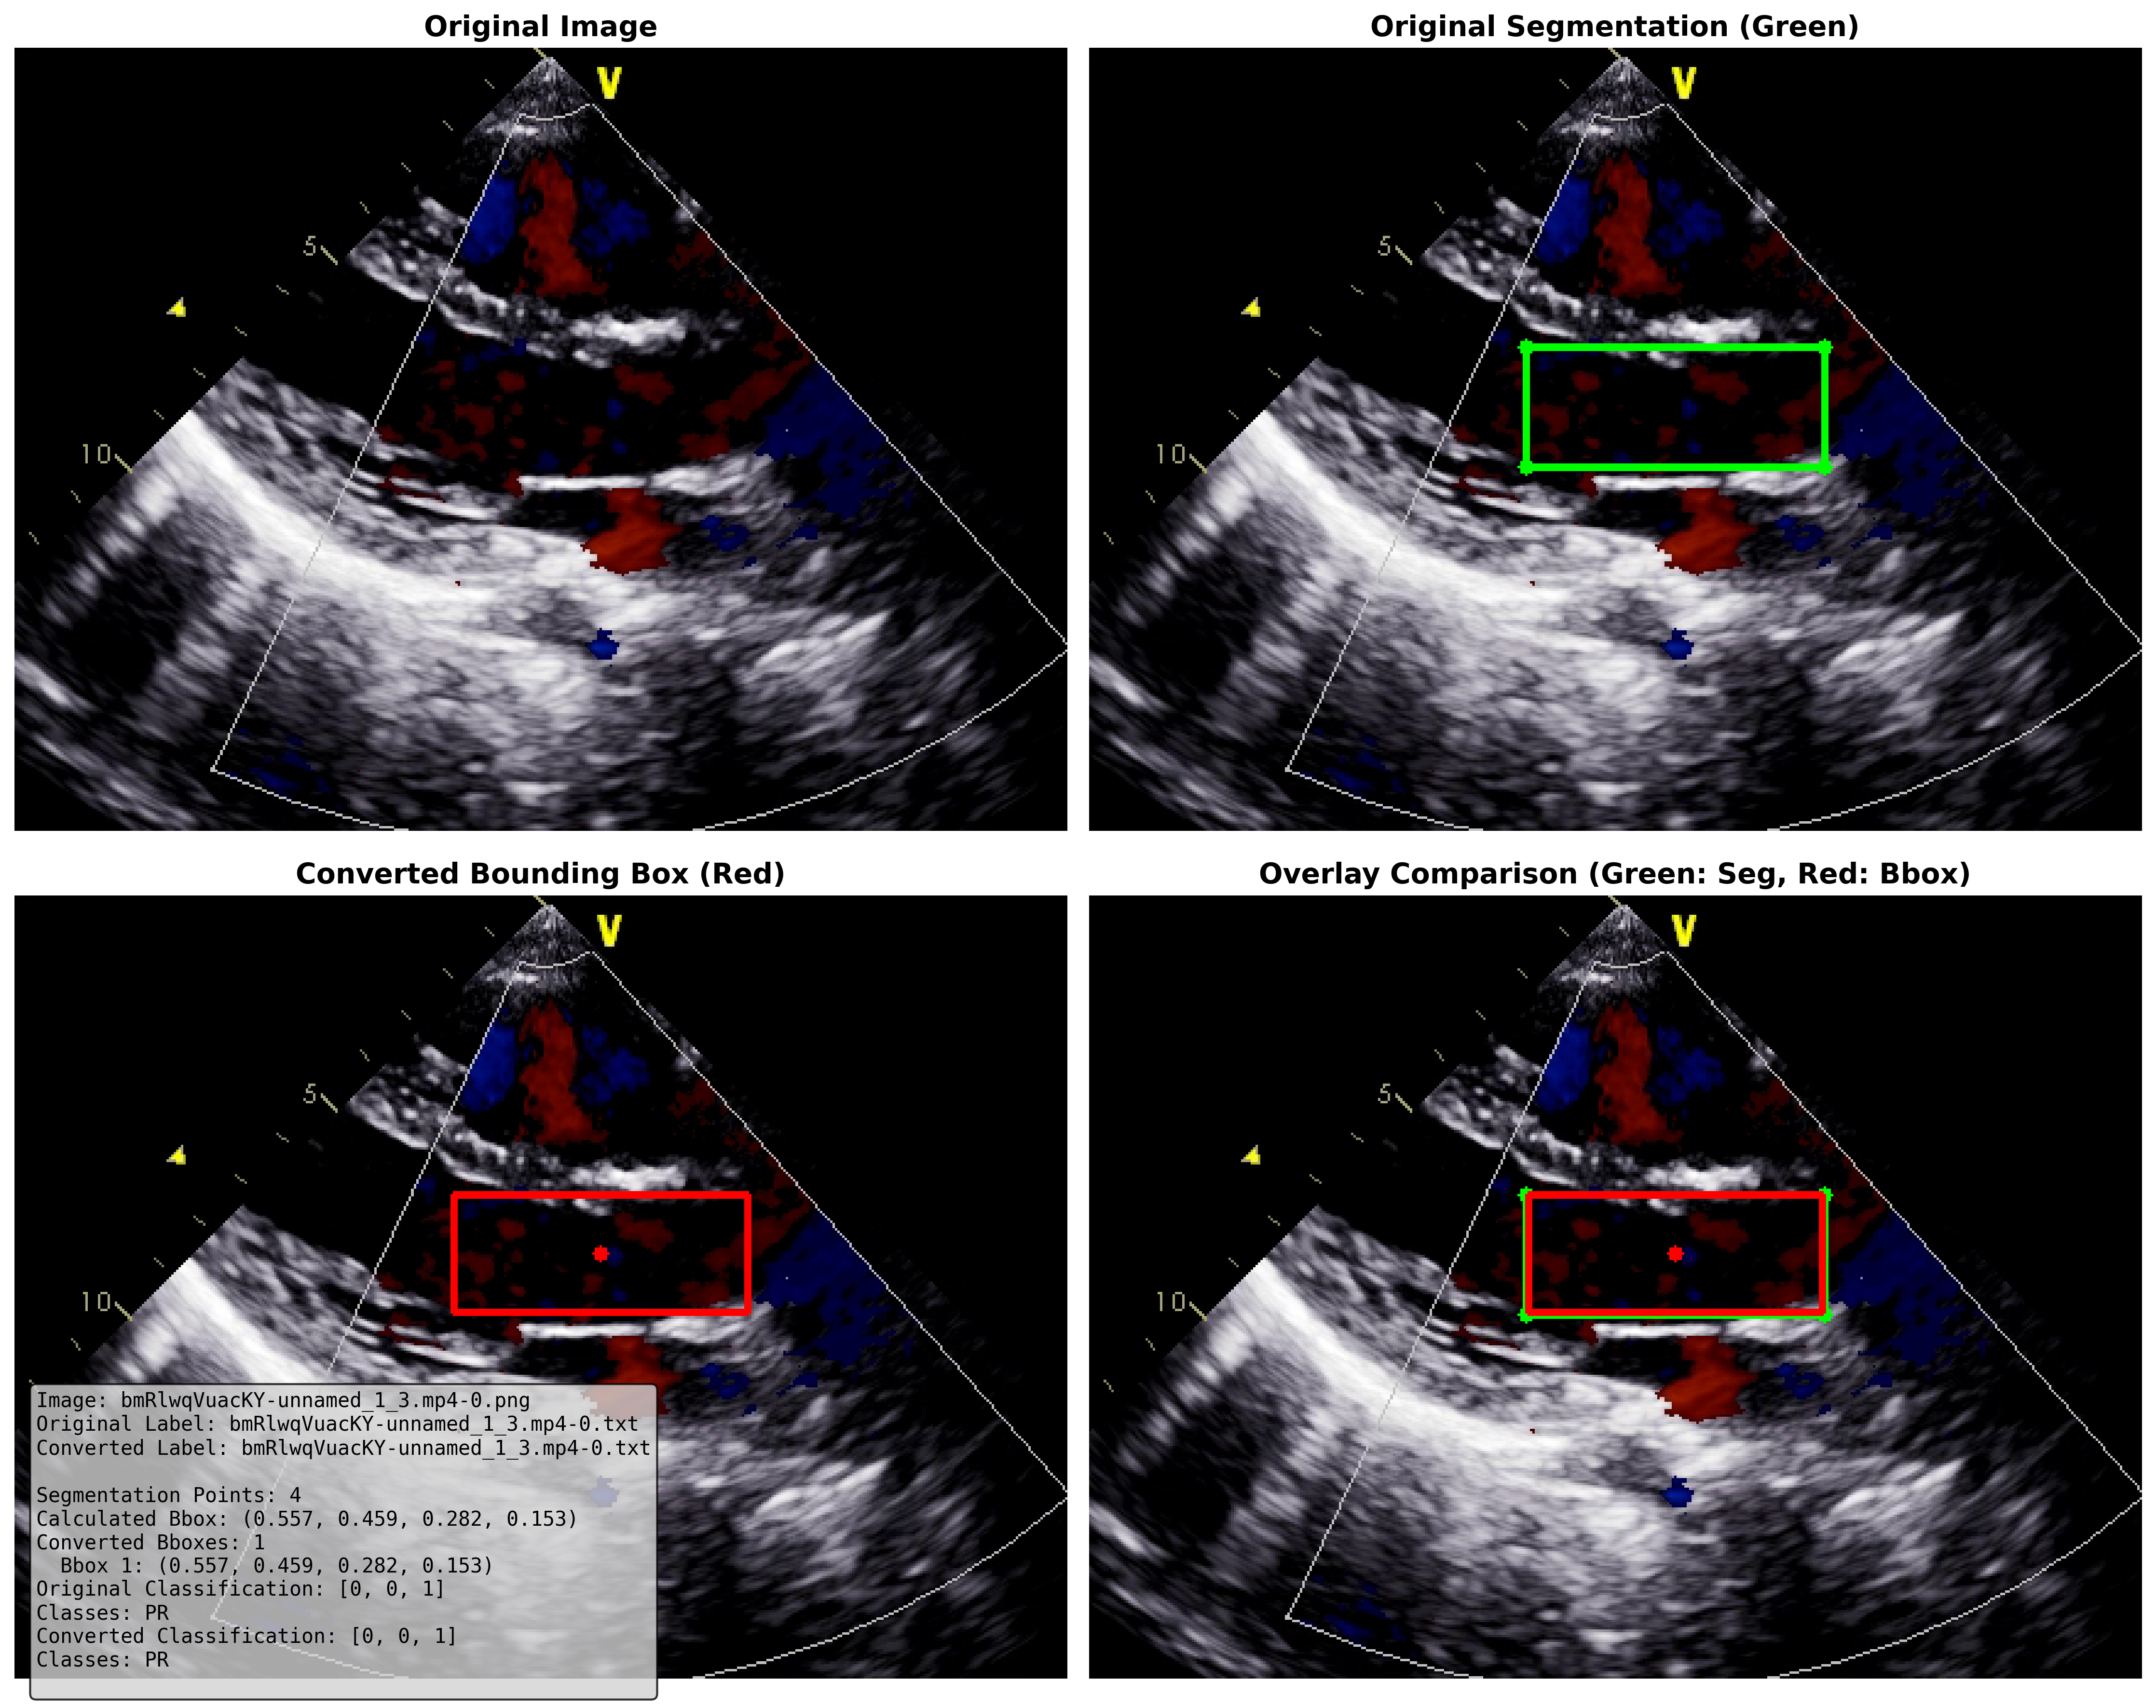 Original Image
Original Segmentation (Green)
V
5
10
V
5
10
Converted Bounding Box (Red)
Overlay Comparison (Green: Seg, Red: Bbox)
V
5
10
V
5
10
Image: bmRlwqVuacKY-unnamed_1_3.mp4-0.png
Original Label: bmRlwqVuacKY-unnamed_1_3.mp4-0.txt
Converted Label: bmRlwqVuacKY-unnamed_1_3.mp4-0.txt
Segmentation Points: 4
Calculated Bbox: (0.557, 0.459, 0.282, 0.153)
Converted Bboxes: 1
Bbox 1: (0.557, 0.459, 0.282, 0.153)
Original Classification: [0, 0, 1]
Classes: PR
Converted Classification: [0, 0, 1]
Classes: PR